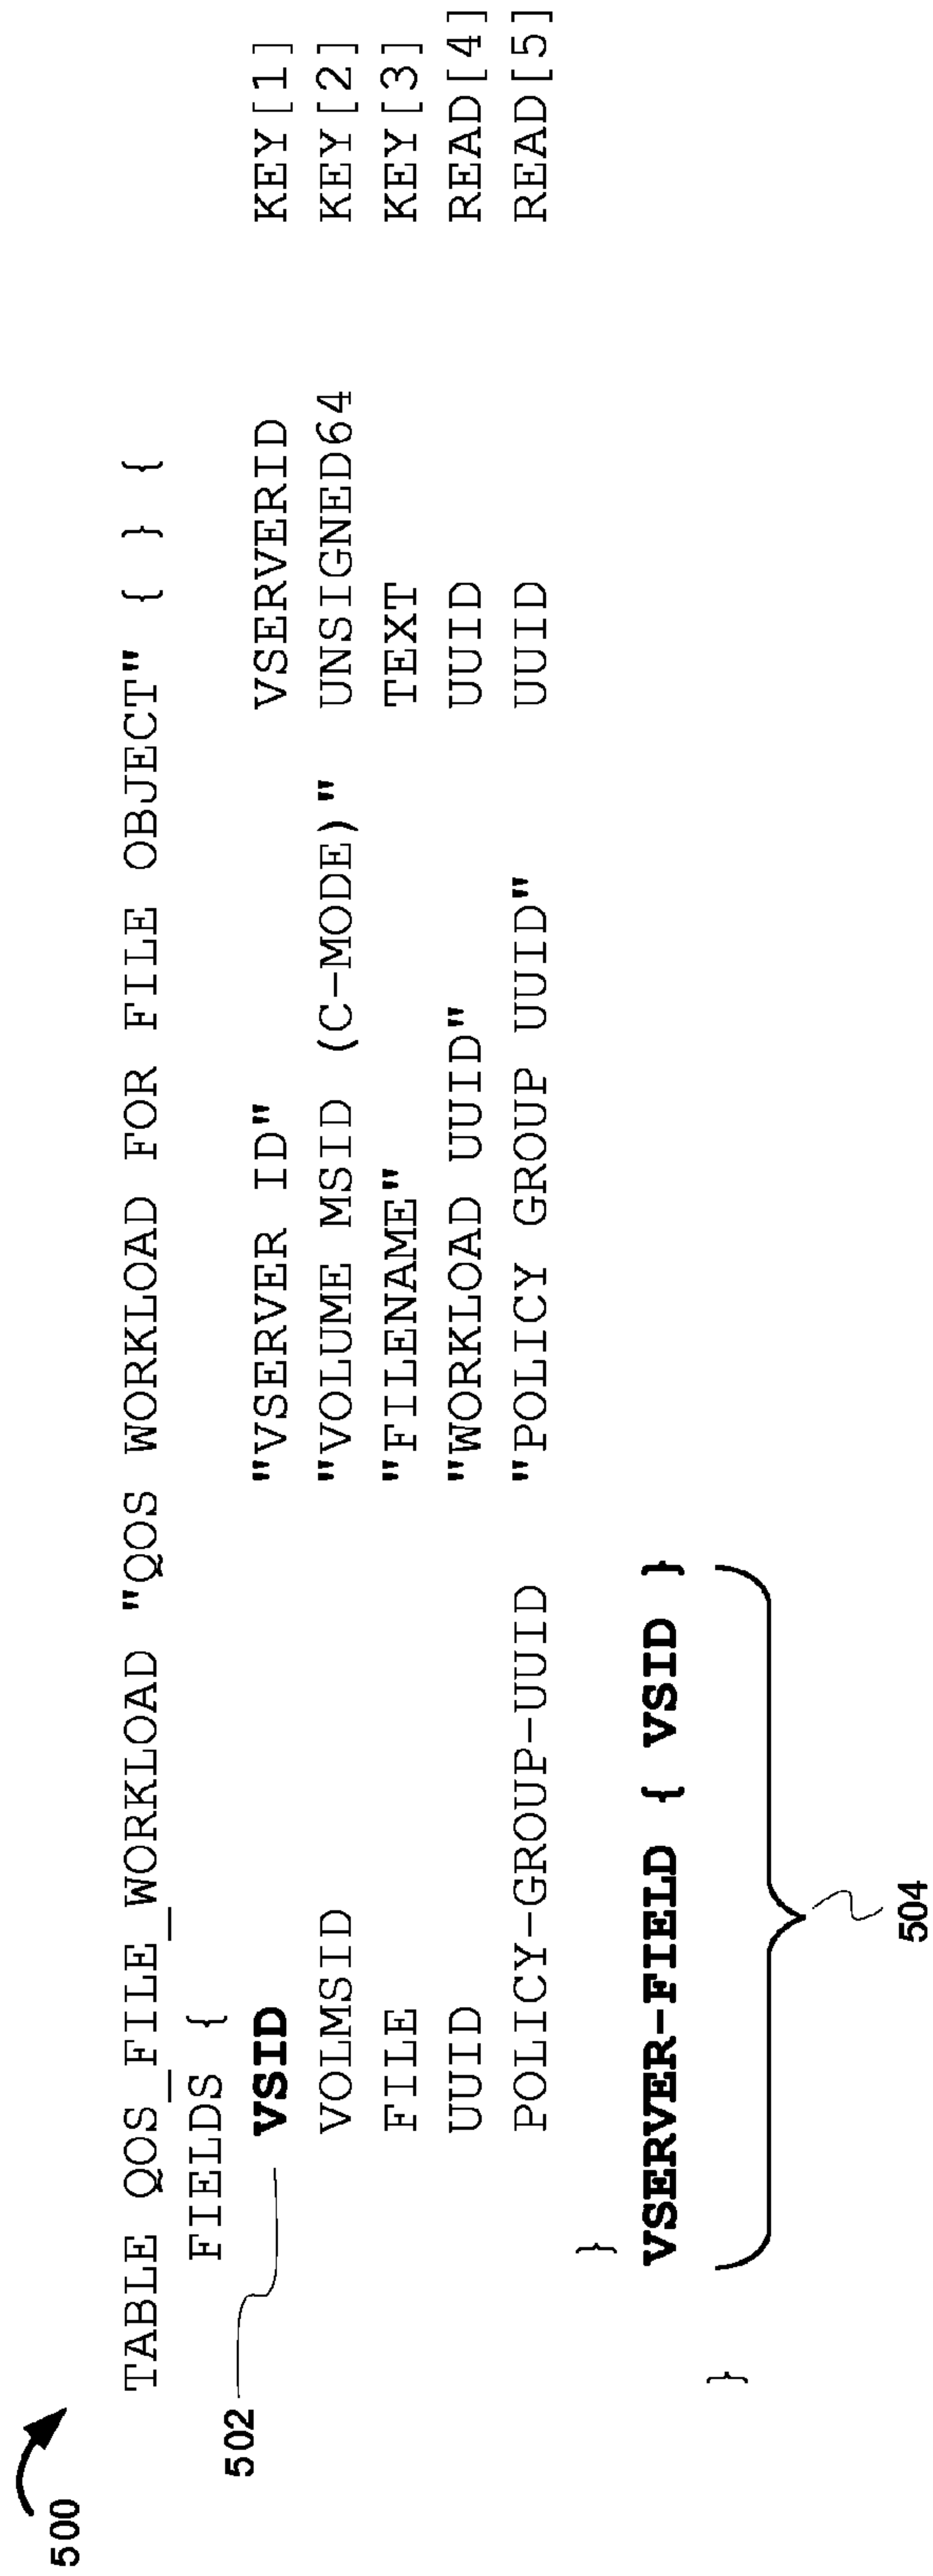 500
TABLE QOS_FILE_WORKLOAD "QOS WORKLOAD FOR FILE OBJECT" { } {
FIELDS {
502
VSID "VSERVER ID" VSERVERID KEY[1]
VOLMSID "VOLUME MSID (C-MODE)" UNSIGNED64 KEY[2]
FILE "FILENAME" TEXT KEY[3]
UUID "WORKLOAD UUID" UUID READ[4]
POLICY-GROUP-UUID "POLICY GROUP UUID" UUID READ[5]
}
VSERVER-FIELD { VSID }
}
504